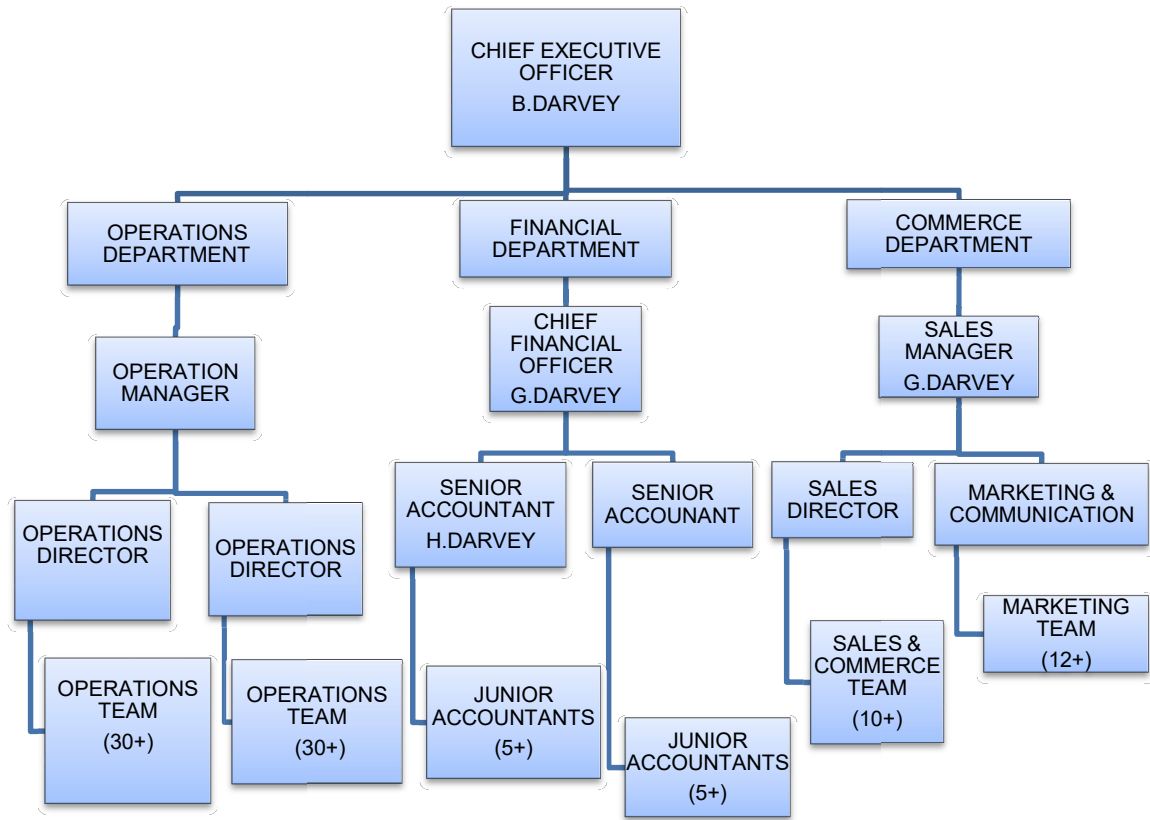 CHIEF EXECUTIVE
OFFICER
B.DARVEY
OPERATIONS
DEPARTMENT
FINANCIAL
DEPARTMENT
COMMERCE
DEPARTMENT
OPERATION
MANAGER
CHIEF
FINANCIAL
OFFICER
G.DARVEY
SALES
MANAGER
G.DARVEY
OPERATIONS
DIRECTOR
OPERATIONS
DIRECTOR
SENIOR
ACCOUNTANT
H.DARVEY
SENIOR
ACCOUNANT
SALES
DIRECTOR
MARKETING &
COMMUNICATION
OPERATIONS
TEAM
(30+)
OPERATIONS
TEAM
(30+)
JUNIOR
ACCOUNTANTS
(5+)
JUNIOR
ACCOUNTANTS
(5+)
SALES &
COMMERCE
TEAM
(10+)
MARKETING
TEAM
(12+)